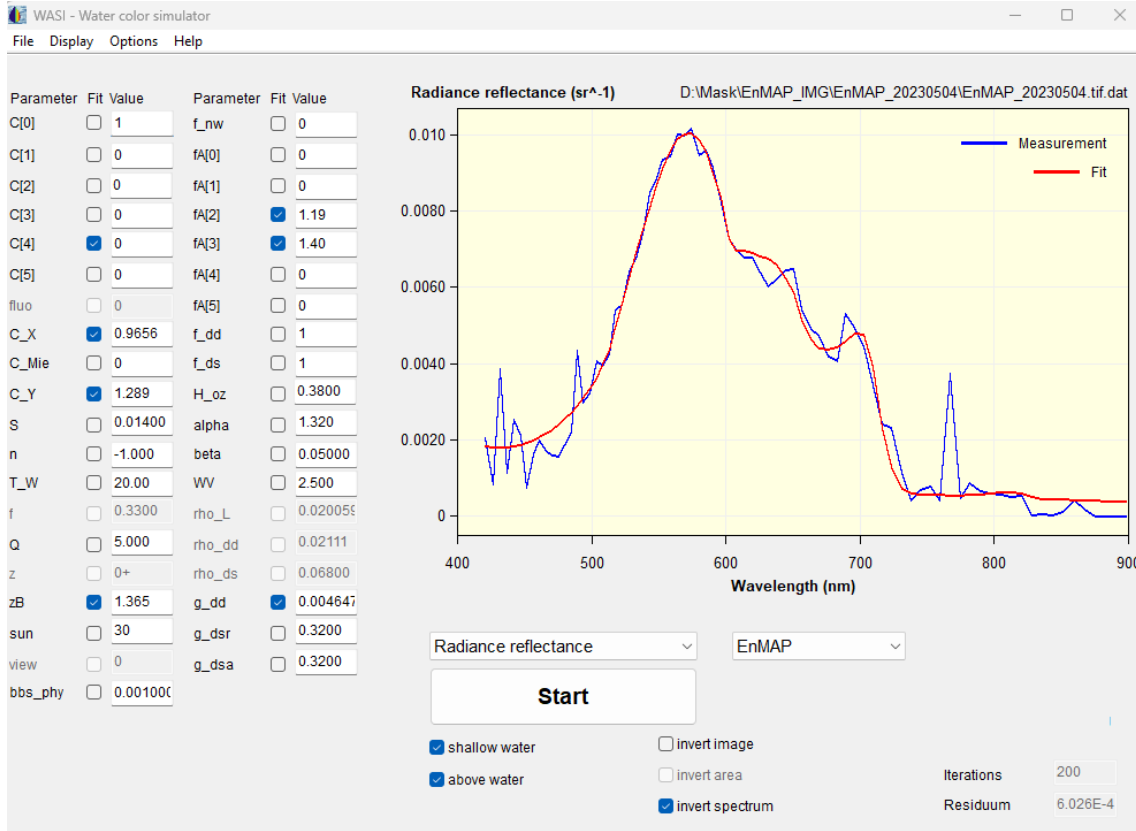 WASI - Water color simulator
File Display Options Help
Parameter Fit Value Parameter Fit Value
Radiance reflectance (sr^-1) D:\Mask\EnMAP_IMG\EnMAP_20230504\EnMAP_20230504.tif.dat
C[0] 1 f_nw 0
C[1] 0 fA[0] 0
C[2] 0 fA[1] 0
C[3] 0 fA[2] 1.19
C[4] 0 fA[3] 1.40
C[5] 0 fA[4] 0
fluo 0 fA[5] 0
C_X 0.9656 f_dd 1
C_Mie 0 f_ds 1
C_Y 1.289 H_oz 0.3800
S 0.01400 alpha 1.320
n -1.000 beta 0.05000
T_W 20.00 WV 2.500
f 0.3300 rho_L 0.020059
Q 5.000 rho_dd 0.02111
z 0+ rho_ds 0.06800
zB 1.365 g_dd 0.004647
sun 30 g_dsr 0.3200
view 0 g_dsa 0.3200
bbs_phy 0.001000
Measurement
Fit
0.010
0.0080
0.0060
0.0040
0.0020
0
400 500 600 700 800 900
Wavelength (nm)
Radiance reflectance EnMAP
Start
shallow water invert image
above water invert area Iterations 200
invert spectrum Residuum 6.026E-4